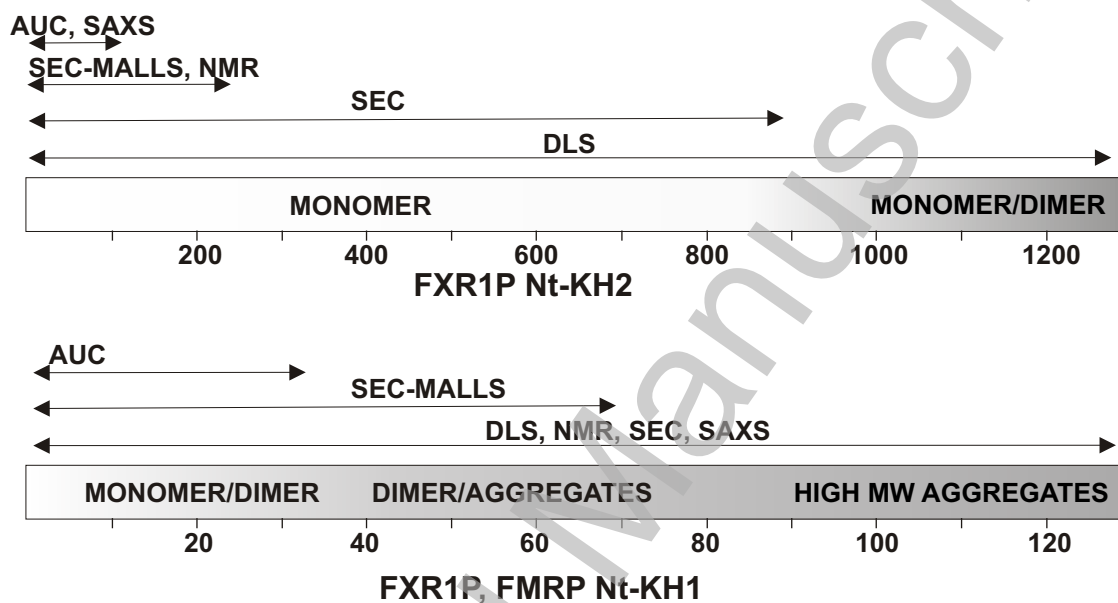 AUC, SAXS
SEC-MALLS, NMR
SEC
DLS
MONOMER MONOMER/DIMER
200 400 600 800 1000 1200
FXR1P Nt-KH2
AUC
SEC-MALLS
DLS, NMR, SEC, SAXS
MONOMER/DIMER DIMER/AGGREGATES HIGH MW AGGREGATES
20 40 60 80 100 120
FXR1P, FMRP Nt-KH1
Manusc